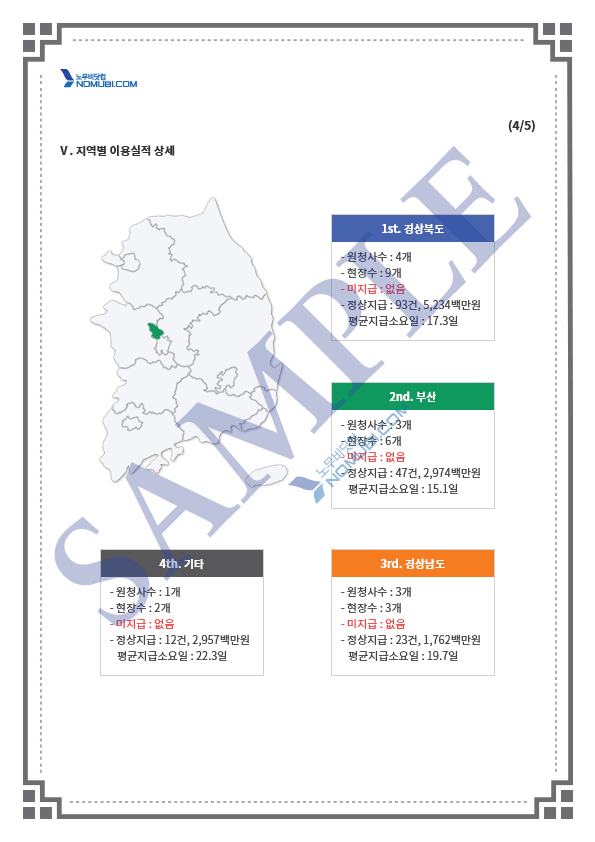 노무비닷컴
NOMUBI.COM
(4/5)
V . 지역별 이용실적 상세
1st. 경상북도
- 원청사수 : 4개
- 현장수 : 9개
- 미지급 : 없음
- 정상지급 : 93건, 5,234백만원
평균지급소요일 : 17.3일
2nd. 부산
- 원청사수 : 3개
- 현장수 : 6개
- 미지급 : 없음
- 정상지급 : 47건, 2,974백만원
평균지급소요일 : 15.1일
4th. 기타
- 원청사수 : 1개
- 현장수 : 2개
- 미지급 : 없음
- 정상지급 : 12건, 2,957백만원
평균지급소요일 : 22.3일
3rd. 경상남도
- 원청사수 : 3개
- 현장수 : 3개
- 미지급 : 없음
- 정상지급 : 23건, 1,762백만원
평균지급소요일 : 19.7일
SAMPLE
노무비닷컴
NOMUBI.COM